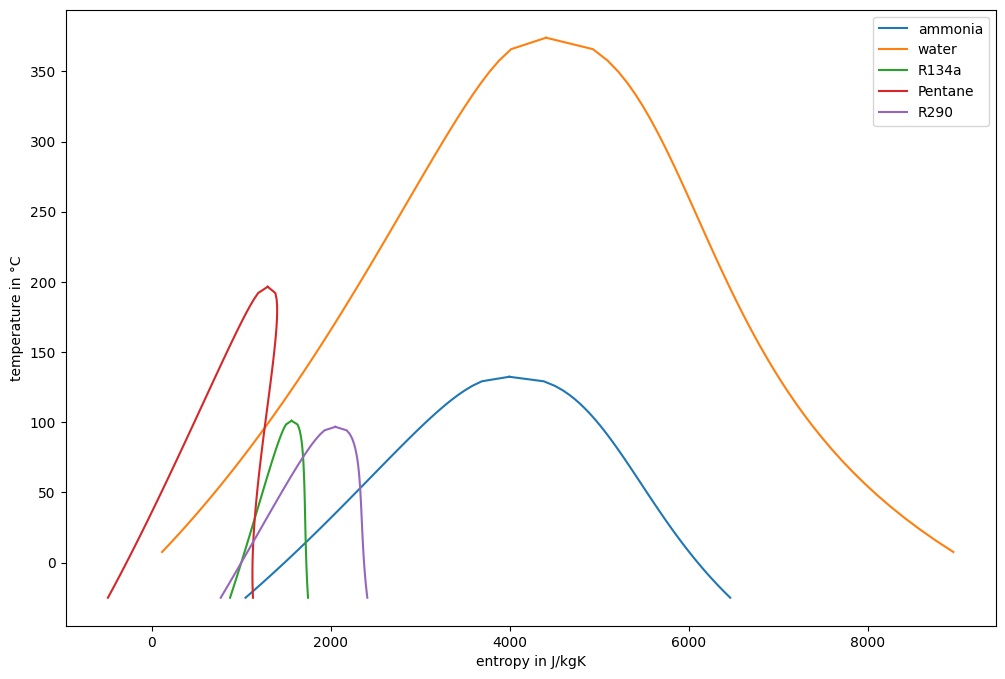 ammonia
water
R134a
Pentane
R290
temperature in °C
350
300
250
200
150
100
50
0
0 2000 4000 6000 8000
entropy in J/kgK